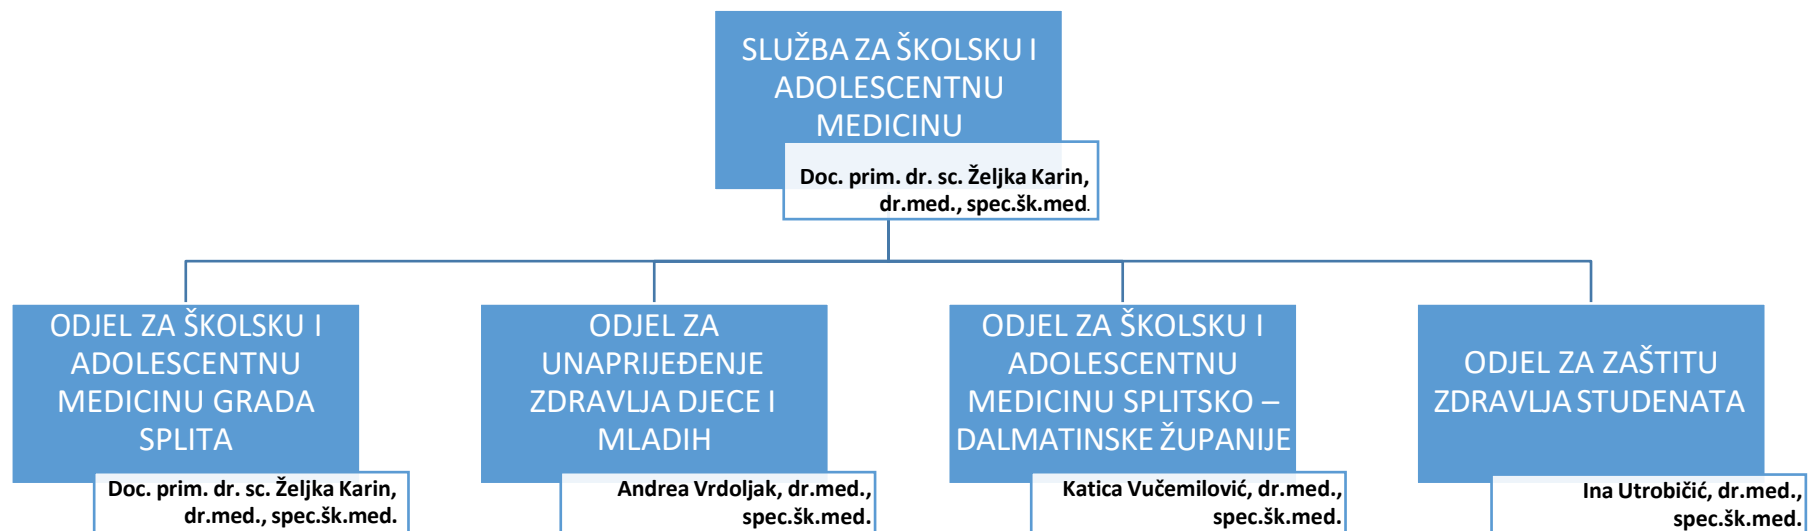 SLUŽBA ZA ŠKOLSKU I
ADOLESCENTNU
MEDICINU
Doc. prim. dr. sc. Željka Karin,
dr.med., spec.šk.med.
ODJEL ZA ŠKOLSKU I
ADOLESCENTNU
MEDICINU GRADA
SPLITA
Doc. prim. dr. sc. Željka Karin,
dr.med., spec.šk.med.
ODJEL ZA
UNAPRIJEĐENJE
ZDRAVLJA DJECE I
MLADIH
Andrea Vrdoljak, dr.med.,
spec.šk.med.
ODJEL ZA ŠKOLSKU I
ADOLESCENTNU
MEDICINU SPLITSKO –
DALMATINSKE ŽUPANIJE
Katica Vučemilović, dr.med.,
spec.šk.med.
ODJEL ZA ZAŠTITU
ZDRAVLJA STUDENATA
Ina Utrobičić, dr.med.,
spec.šk.med.